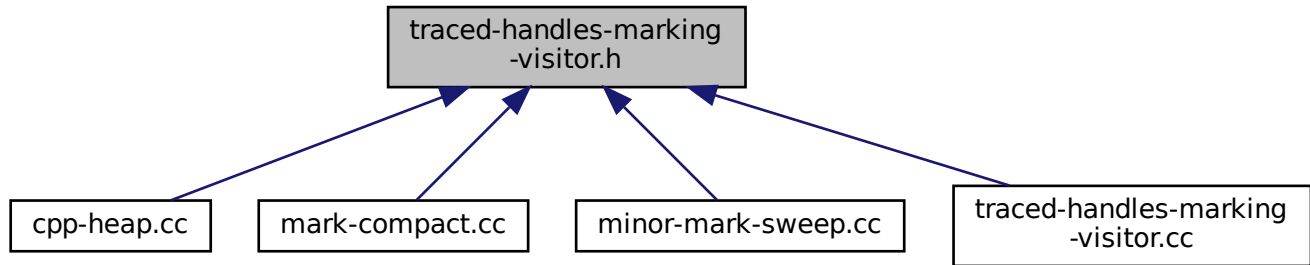 traced-handles-marking
-visitor.h
cpp-heap.cc
mark-compact.cc
minor-mark-sweep.cc
traced-handles-marking
-visitor.cc